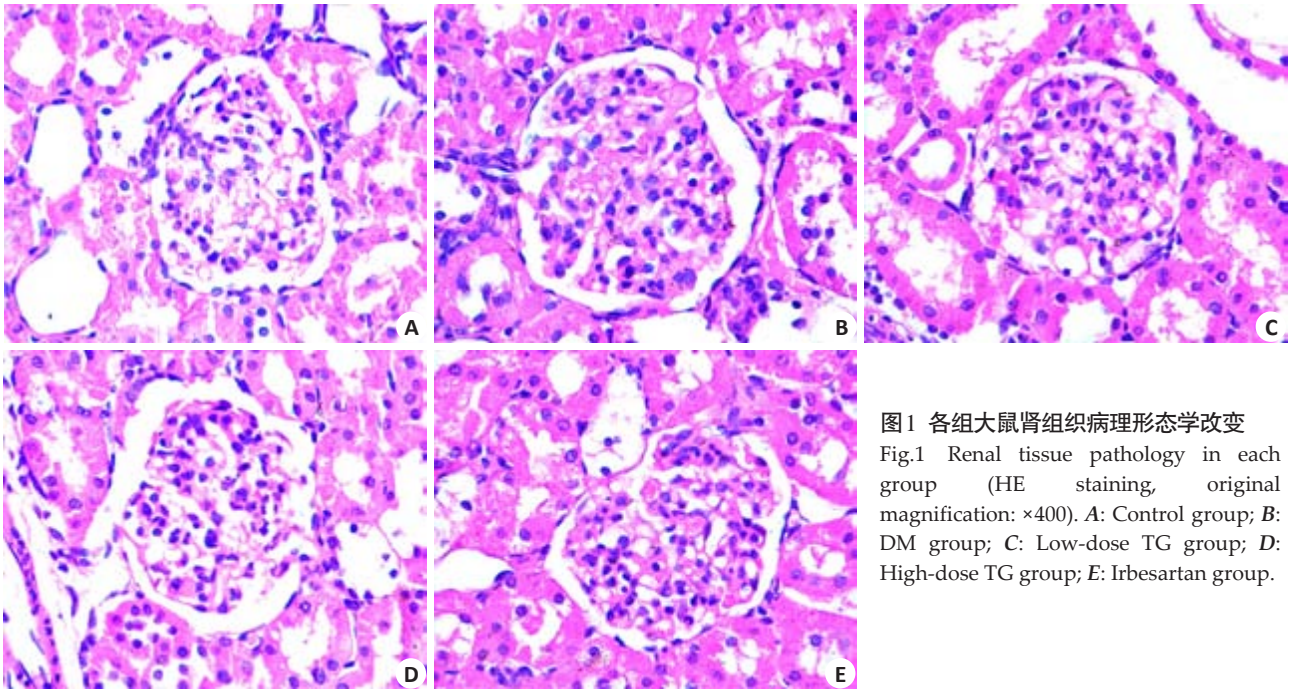 A
B
C
D
E
图1 各组大鼠肾组织病理形态学改变
Fig.1 Renal tissue pathology in each
group (HE staining, original
magnification: ×400). A: Control group; B:
DM group; C: Low-dose TG group; D:
High-dose TG group; E: Irbesartan group.